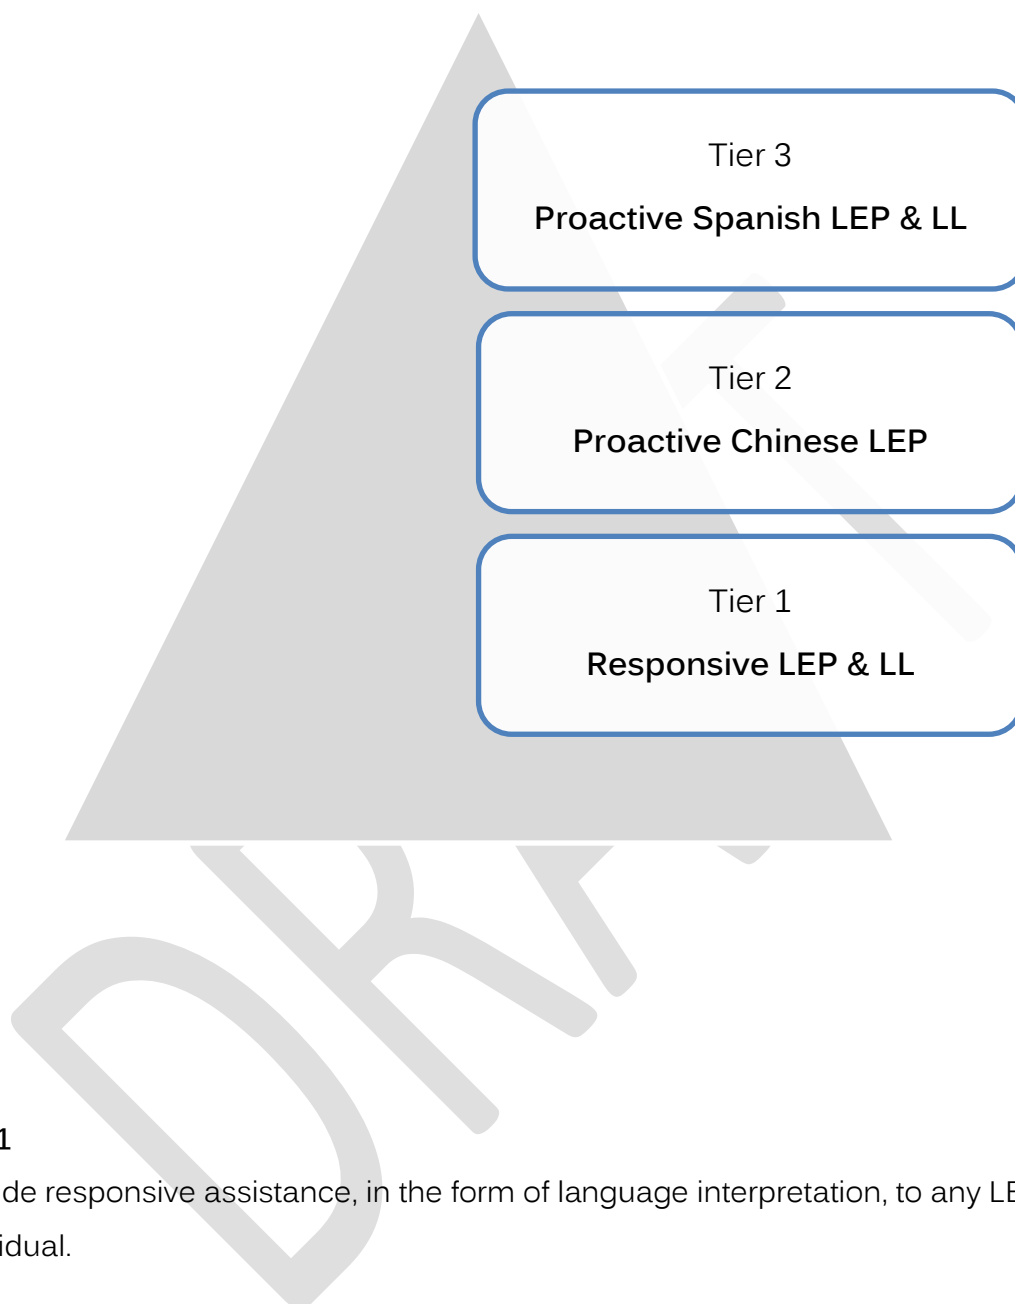 Tier 3
Proactive Spanish LEP & LL
Tier 2
Proactive Chinese LEP
Tier 1
Responsive LEP & LL
DRAFT
1
de responsive assistance, in the form of language interpretation, to any
idual.